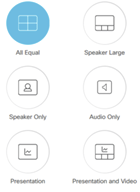 All Equal
Speaker Large
Speaker Only
Audio Only
Presentation
Presentation and Video